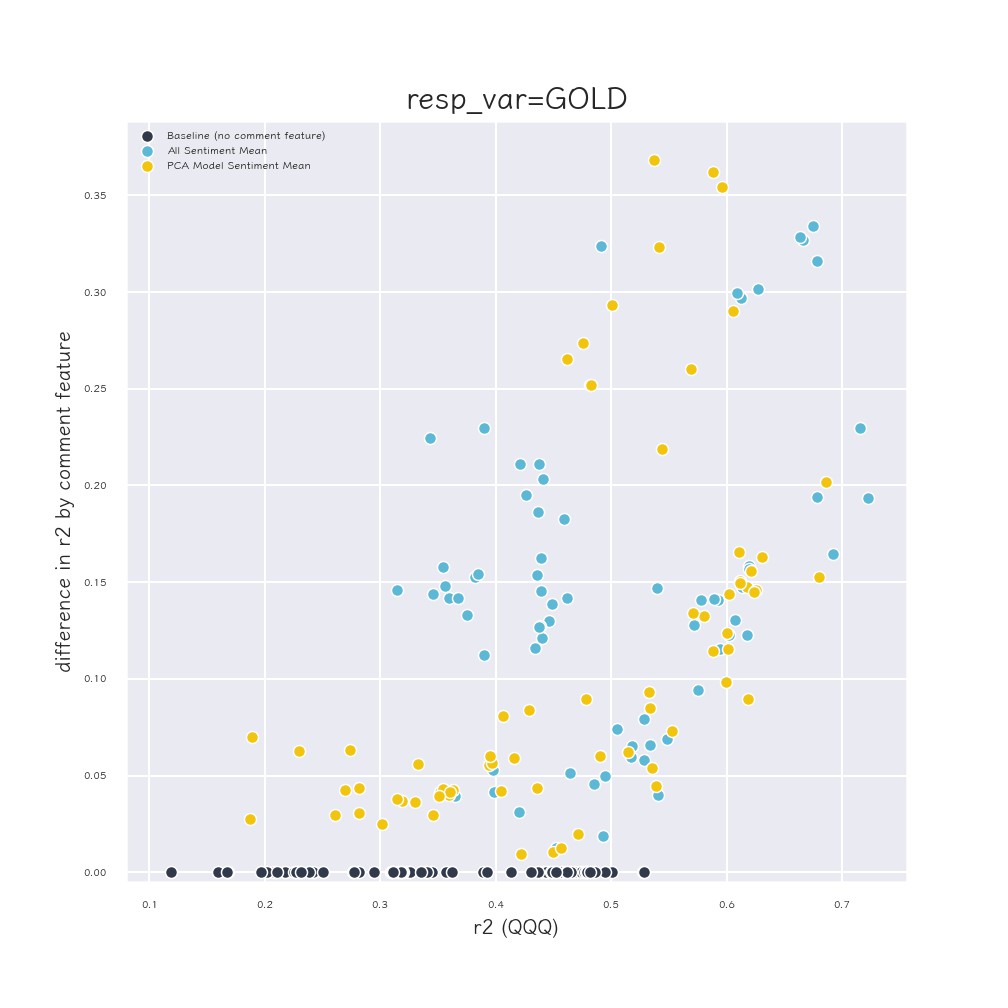 resp_var=GOLD
Baseline (no comment feature)
All Sentiment Mean
PCA Model Sentiment Mean
difference in r2 by comment feature
0.35
0.30
0.25
0.20
0.15
0.10
0.05
0.00
0.1 0.2 0.3 0.4 0.5 0.6 0.7
r2 (QQQ)